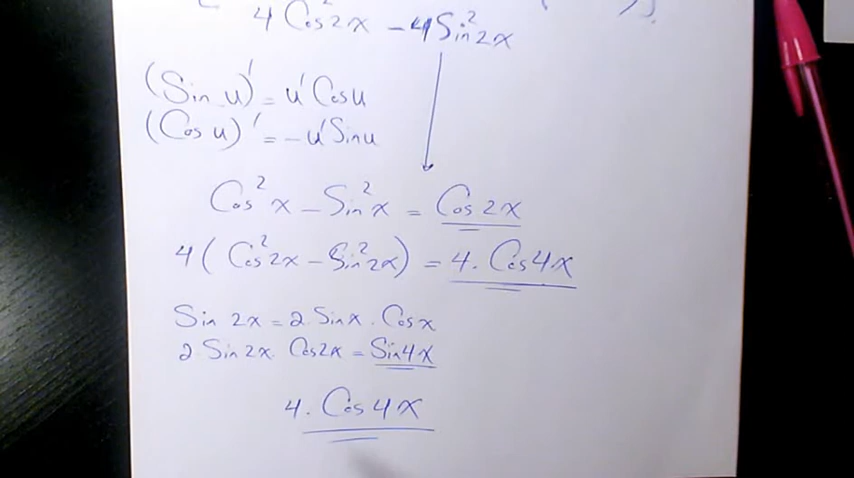 4 Cos²2x - 4Sin²2x
(Sin u)' = u' Cos u
(Cos u)' = - u' Sin u
Cos²x - Sin²x = Cos 2x
4 ( Cos²2x - Sin²2x ) = 4. Cos 4x
Sin 2x = 2. Sin x . Cos x
2 Sin 2x. Cos 2x = Sin 4x
4. Cos 4x